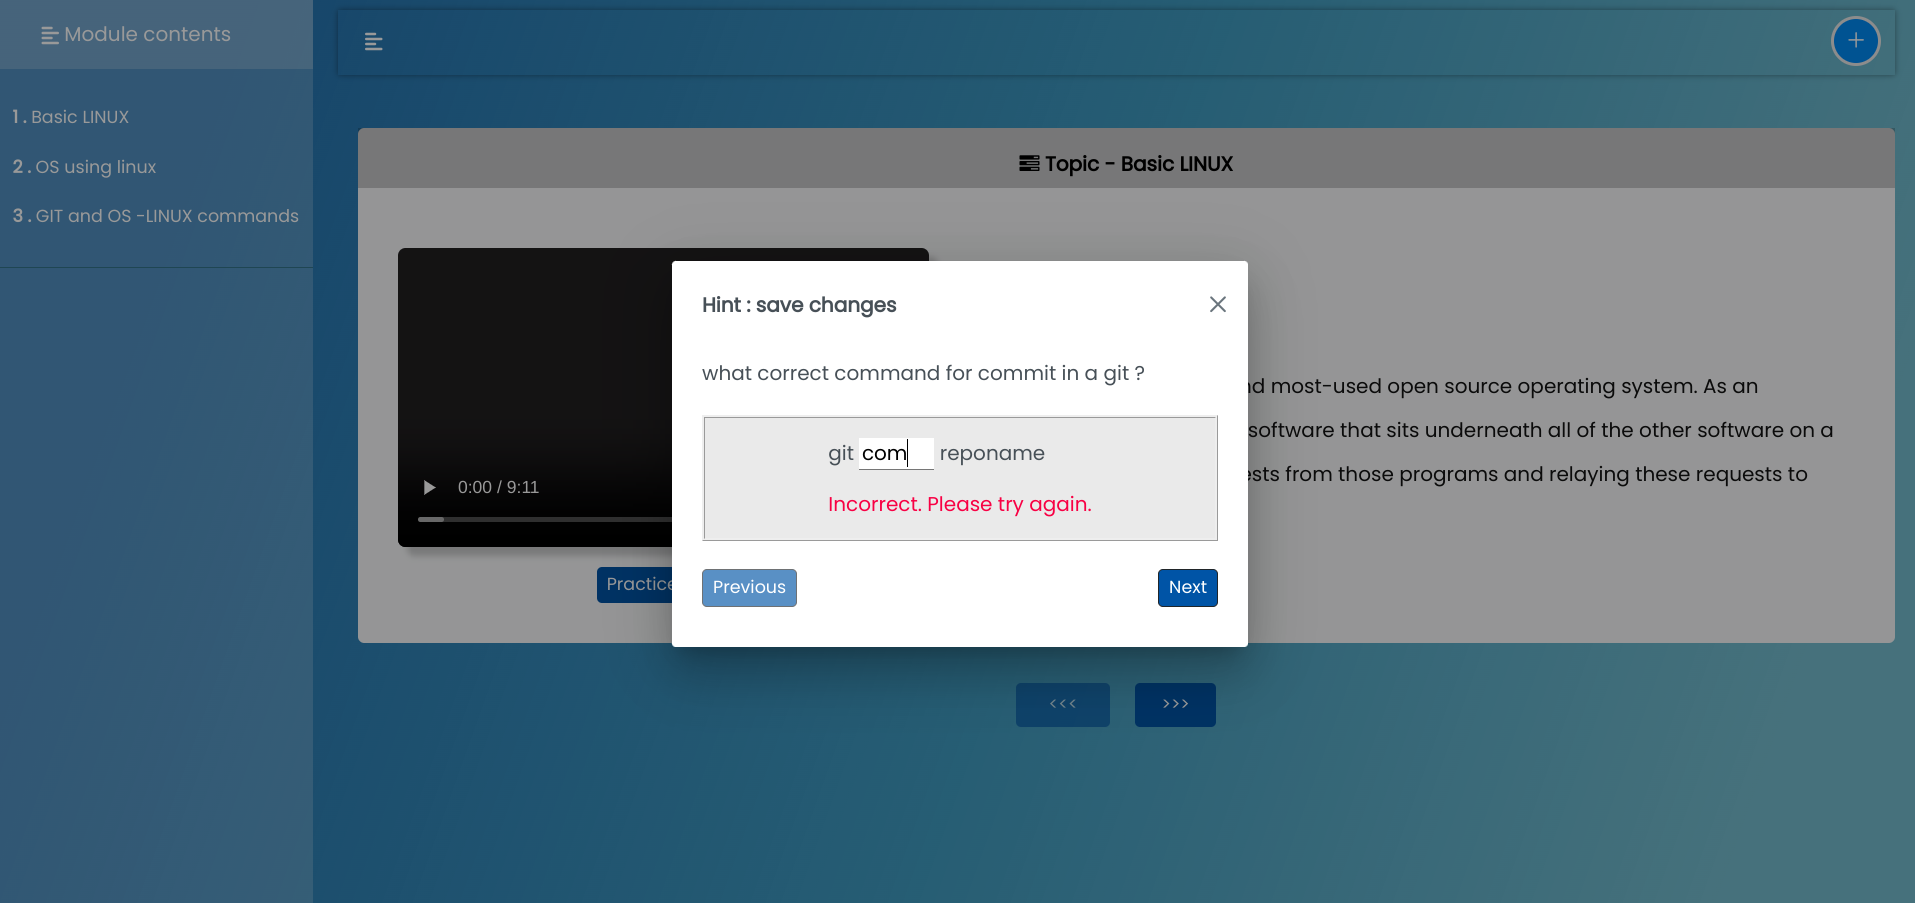 Module contents
1 . Basic LINUX
2 . OS using linux
3 . GIT and OS -LINUX commands
Topic - Basic LINUX
0:00 / 9:11
Practice
Hint : save changes
what correct command for commit in a git ?
git com reponame
Incorrect. Please try again.
Previous
Next
nd most-used open source operating system. As an
software that sits underneath all of the other software on a
ests from those programs and relaying these requests to
<<<
>>>